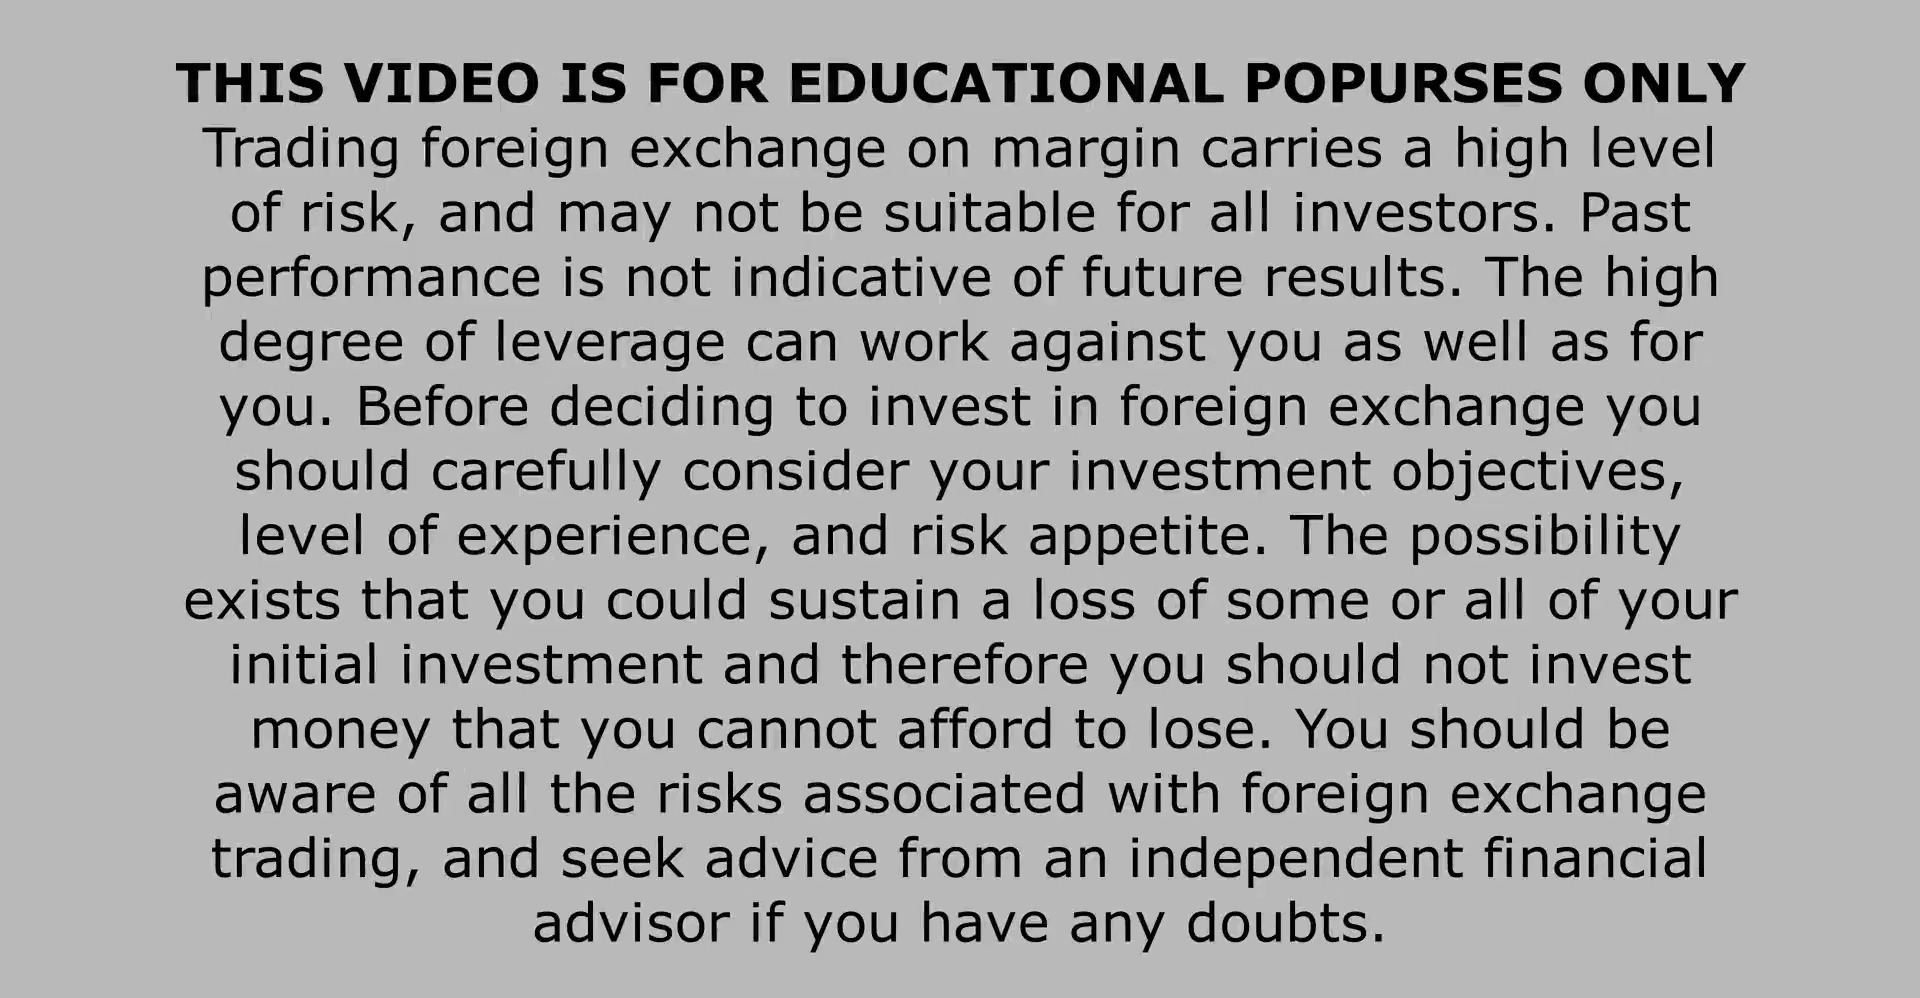 THIS VIDEO IS FOR EDUCATIONAL POPURSES ONLY
Trading foreign exchange on margin carries a high level
of risk, and may not be suitable for all investors. Past
performance is not indicative of future results. The high
degree of leverage can work against you as well as for
you. Before deciding to invest in foreign exchange you
should carefully consider your investment objectives,
level of experience, and risk appetite. The possibility
exists that you could sustain a loss of some or all of your
initial investment and therefore you should not invest
money that you cannot afford to lose. You should be
aware of all the risks associated with foreign exchange
trading, and seek advice from an independent financial
advisor if you have any doubts.